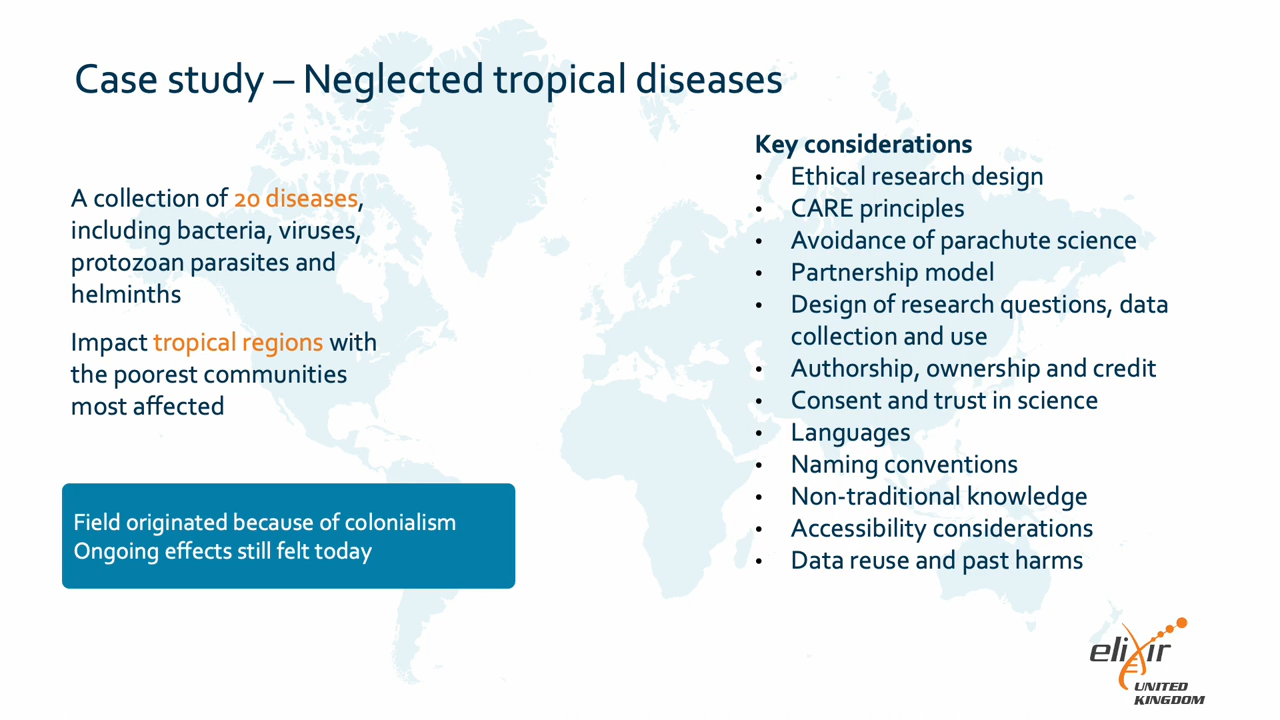 Case study – Neglected tropical diseases
A collection of 20 diseases,
including bacteria, viruses,
protozoan parasites and
helminths
Impact tropical regions with
the poorest communities
most affected
Field originated because of colonialism
Ongoing effects still felt today
Key considerations
• Ethical research design
• CARE principles
• Avoidance of parachute science
• Partnership model
• Design of research questions, data
collection and use
• Authorship, ownership and credit
• Consent and trust in science
• Languages
• Naming conventions
• Non-traditional knowledge
• Accessibility considerations
• Data reuse and past harms
elixir
UNITED
KINGDOM